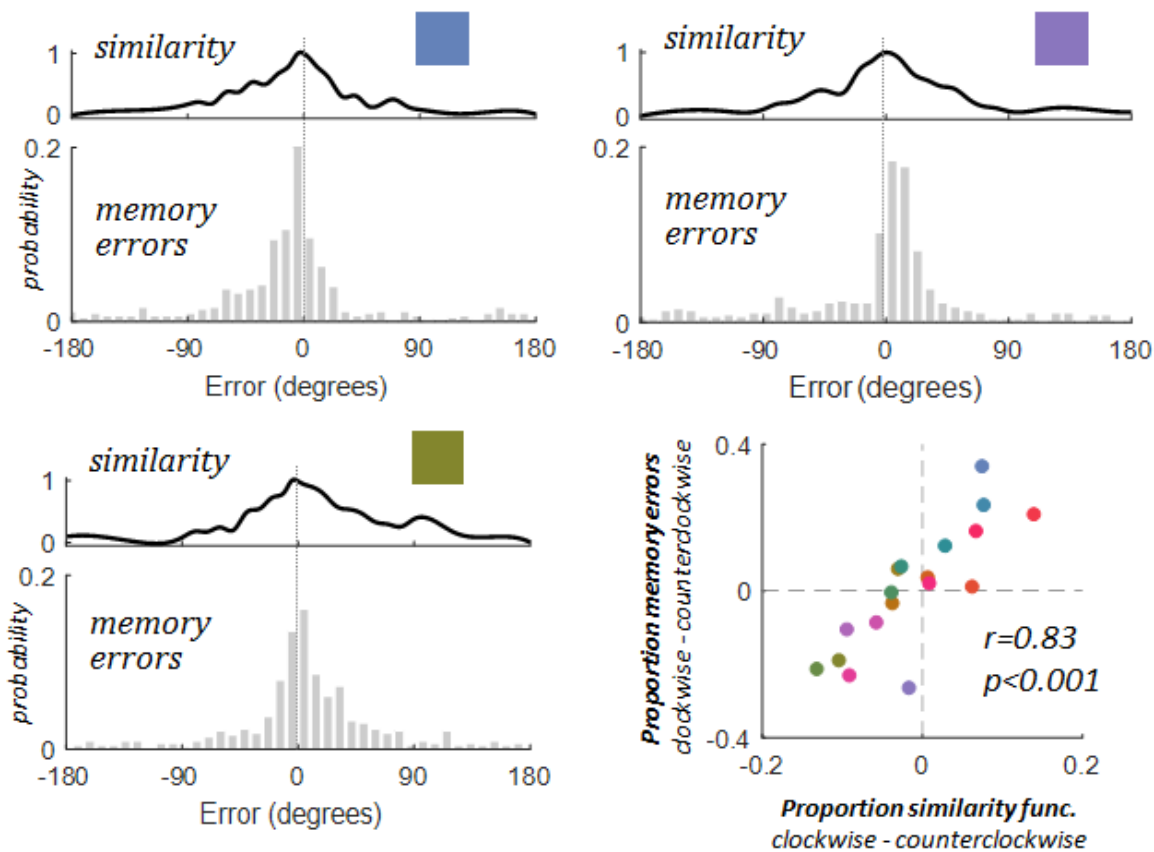 similarity
1
0
0.2
probability
memory
errors
0
-180 -90 0 90 180
Error (degrees)
similarity
1
0
0.2
memory
errors
0
-180 -90 0 90 180
Error (degrees)
similarity
1
0
0.2
probability
memory
errors
0
-180 -90 0 90 180
Error (degrees)
Proportion memory errors
clockwise - counterclockwise
0.4
0
-0.4
r=0.83
p<0.001
-0.2 0 0.2
Proportion similarity func.
clockwise - counterclockwise